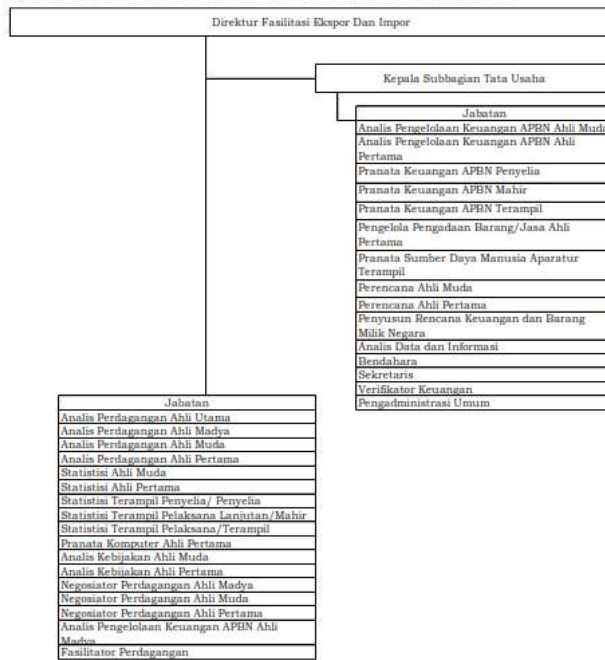 Direktur Fasilitasi Ekspor Dan Impor
Kepala Subbagian Tata Usaha
Jabatan
Analis Pengelolaan Keuangan APBN Ahli Muda
Analis Pengelolaan Keuangan APBN Ahli
Pertama
Pranata Keuangan APBN Penyelia
Pranata Keuangan APBN Mahir
Pranata Keuangan APBN Terampil
Pengelola Pengadaan Barang/Jasa Ahli
Pertama
Pranata Sumber Daya Manusia Aparatur
Terampil
Perencana Ahli Muda
Perencana Ahli Pertama
Penyusun Rencana Keuangan dan Barang
Milik Negara
Analis Data dan Informasi
Bendahara
Sekretaris
Verifikator Keuangan
Pengadministrasi Umum
Jabatan
Analis Perdagangan Ahli Utama
Analis Perdagangan Ahli Madya
Analis Perdagangan Ahli Muda
Analis Perdagangan Ahli Pertama
Statistisi Ahli Muda
Statistisi Ahli Pertama
Statistisi Terampil Penyelia/ Penyelia
Statistisi Terampil Pelaksana Lanjutan/Mahir
Statistisi Terampil Pelaksana/Terampil
Pranata Komputer Ahli Pertama
Analis Kebijakan Ahli Muda
Analis Kebijakan Ahli Pertama
Negosiator Perdagangan Ahli Madya
Negosiator Perdagangan Ahli Muda
Negosiator Perdagangan Ahli Pertama
Analis Pengelolaan Keuangan APBN Ahli
Madya
Fasilitator Perdagangan